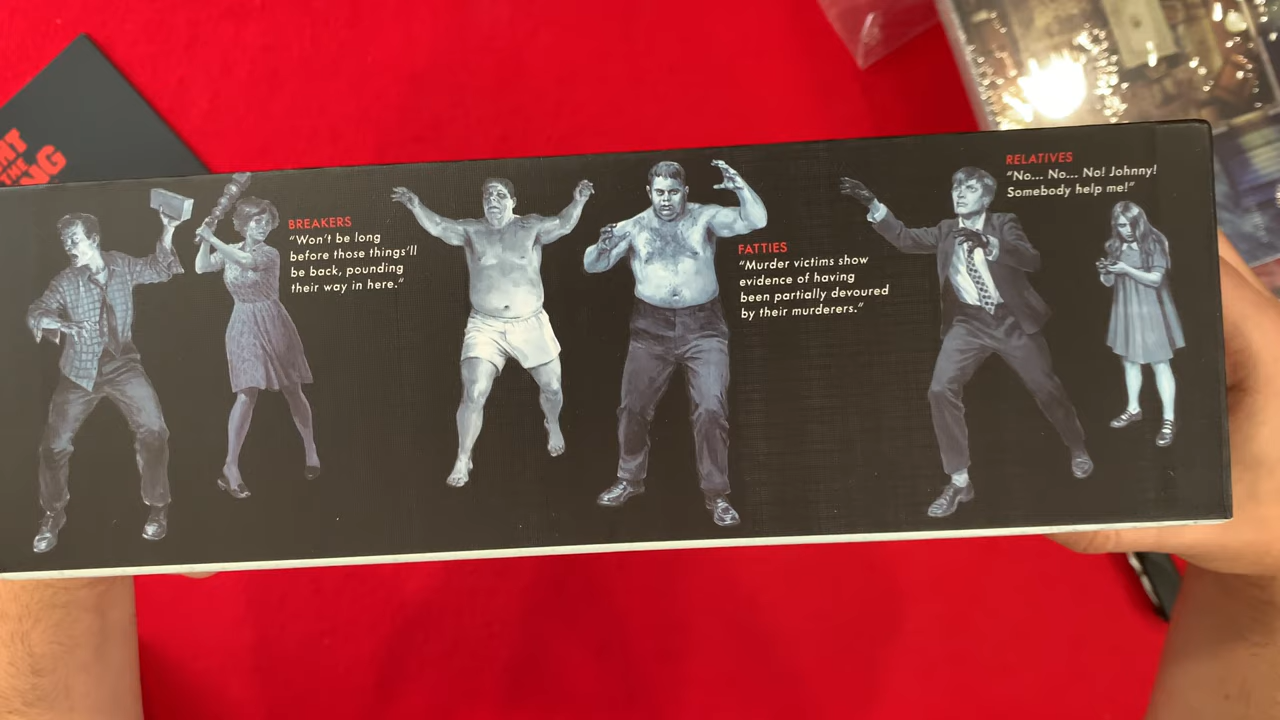 THE
BREAKERS
"Won't be long
before those things'll
be back, pounding
their way in here."
FATTIES
"Murder victims show
evidence of having
been partially devoured
by their murderers."
RELATIVES
"No... No... No! Johnny!
Somebody help me!"